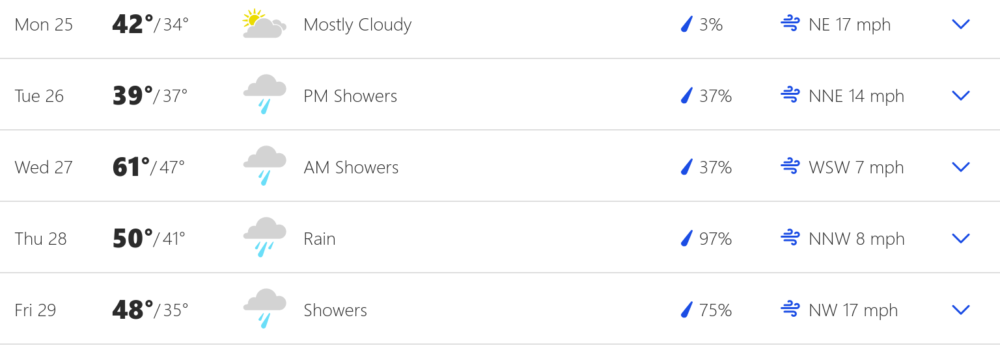 Mon 25 42°/34° Mostly Cloudy 3% NE 17 mph
Tue 26 39°/37° PM Showers 37% NNE 14 mph
Wed 27 61°/47° AM Showers 37% WSW 7 mph
Thu 28 50°/41° Rain 97% NNW 8 mph
Fri 29 48°/35° Showers 75% NW 17 mph